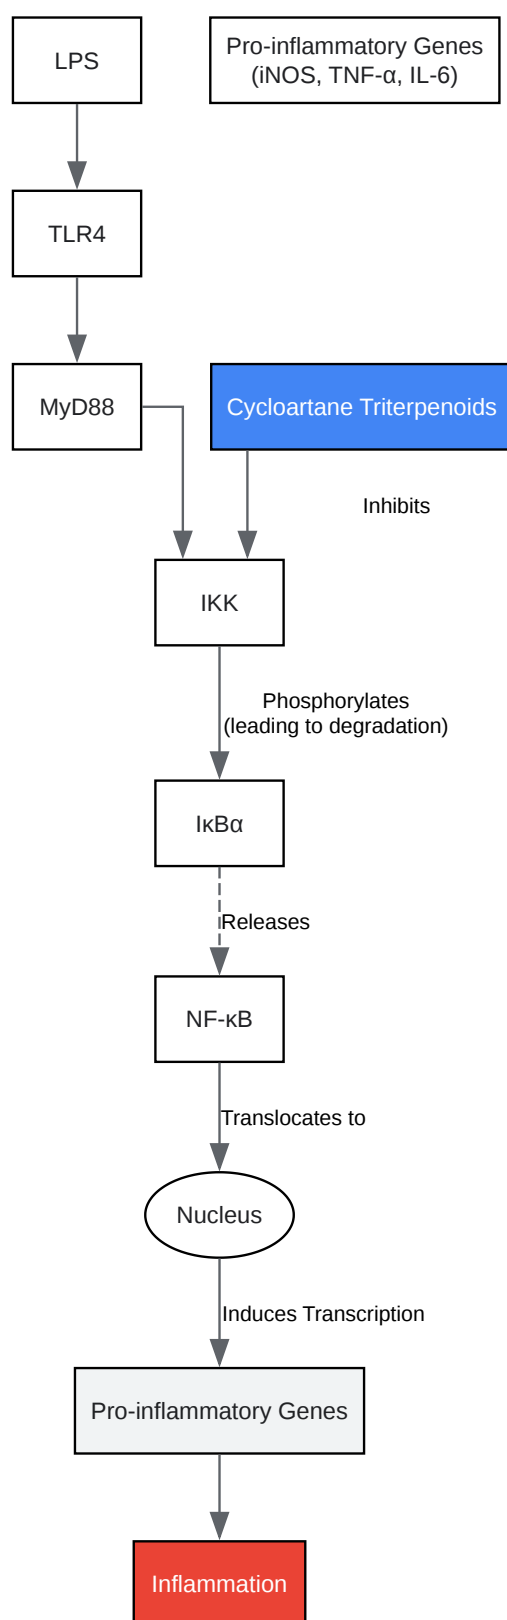 LPS
Pro-inflammatory Genes
(iNOS, TNF-α, IL-6)
TLR4
MyD88
Cycloartane Triterpenoids
Inhibits
IKK
Phosphorylates
(leading to degradation)
IκBα
Releases
NF-κB
Translocates to
Nucleus
Induces Transcription
Pro-inflammatory Genes
Inflammation